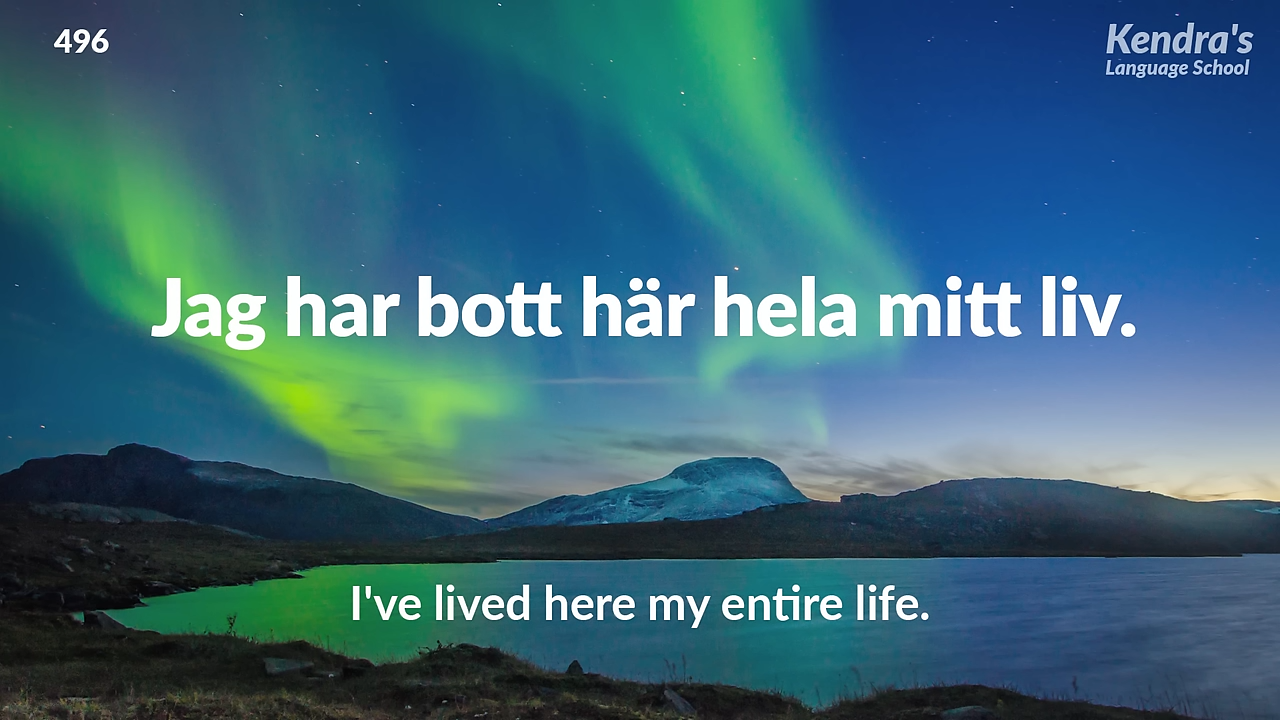 496
Kendra's
Language School
Jag har bott här hela mitt liv.
I've lived here my entire life.